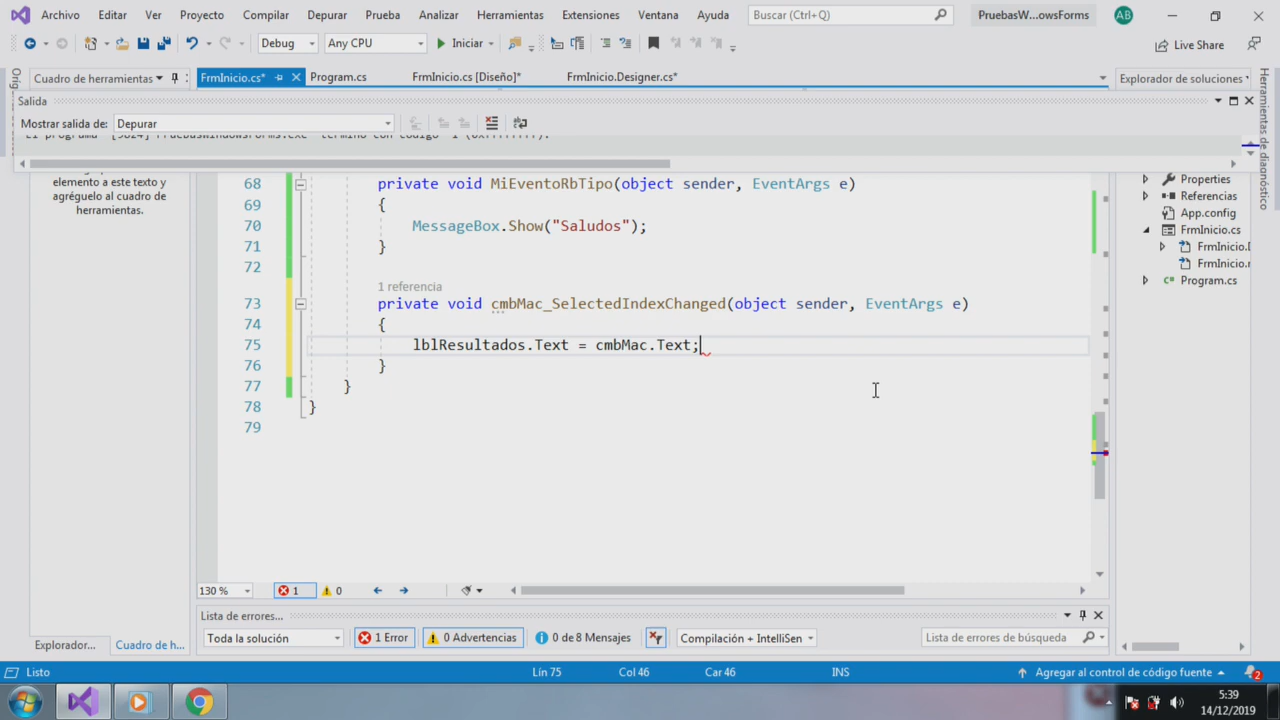 Archivo Editar Ver Proyecto Compilar Depurar Prueba Analizar Herramientas Extensiones Ventana Ayuda Buscar (Ctrl+Q) PruebasW...owsForms AB
Debug Any CPU Iniciar Live Share
Cuadro de herramientas FrmInicio.cs* Program.cs FrmInicio.cs [Diseño]* FrmInicio.Designer.cs* Explorador de soluciones
Salida
Mostrar salida de: Depurar
elemento a este texto y
agréguelo al cuadro de
herramientas.
68 private void MiEventoRbTipo(object sender, EventArgs e)
69 {
70 MessageBox.Show("Saludos");
71 }
72
1 referencia
73 private void cmbMac_SelectedIndexChanged(object sender, EventArgs e)
74 {
75 lblResultados.Text = cmbMac.Text;
76 }
77 }
78 }
79
Properties
Referencias
App.config
FrmInicio.cs
FrmInicio.D
FrmInicio.r
Program.cs
Herramientas de diagnóstico
130 % 1 0
Lista de errores...
Toda la solución 1 Error 0 Advertencias 0 de 8 Mensajes Compilación + IntelliSen Lista de errores de búsqueda
Explorador... Cuadro de h...
Listo Lín 75 Col 46 Car 46 INS Agregar al control de código fuente 2
5:39
14/12/2019